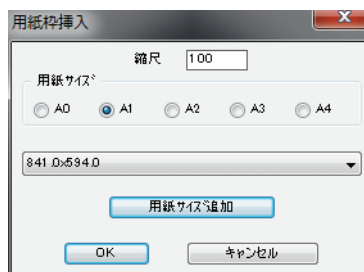 用紙枠挿入
縮尺 100
用紙ｻｲｽﾞ
A0 A1 A2 A3 A4
841.0x594.0
用紙ｻｲｽﾞ追加
OK ｷｬﾝｾﾙ